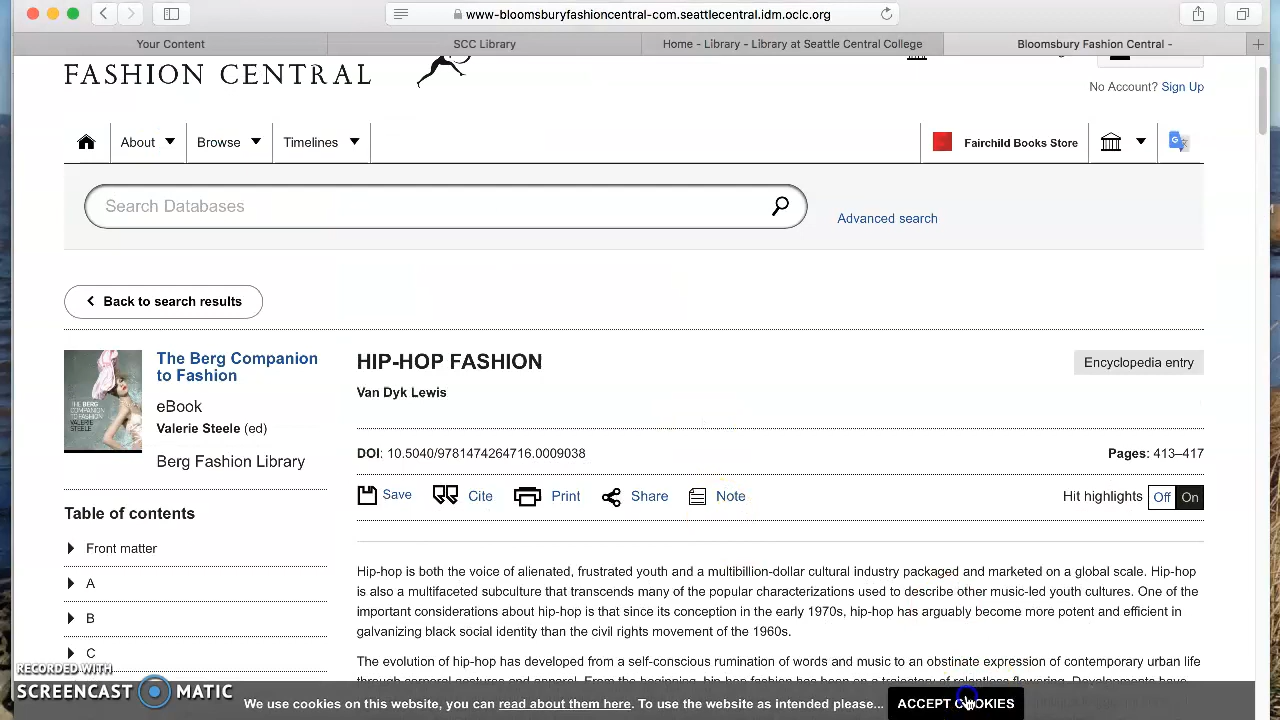 www-bloomsburyfashioncentral-com.seattlecentral.idm.oclc.org
Your Content
SCC Library
Home - Library - Library at Seattle Central College
Bloomsbury Fashion Central -
FASHION CENTRAL
No Account? Sign Up
About
Browse
Timelines
Fairchild Books Store
Search Databases
Advanced search
Back to search results
The Berg Companion
to Fashion
eBook
Valerie Steele (ed)
Berg Fashion Library
THE BERG
COMPANION
TO FASHION
VALERIE
STEELE
HIP-HOP FASHION
Encyclopedia entry
Van Dyk Lewis
DOI: 10.5040/9781474264716.0009038
Pages: 413–417
Save
Cite
Print
Share
Note
Hit highlights
Off
On
Table of contents
Front matter
A
B
C
Hip-hop is both the voice of alienated, frustrated youth and a multibillion-dollar cultural industry packaged and marketed on a global scale. Hip-hop
is also a multifaceted subculture that transcends many of the popular characterizations used to describe other music-led youth cultures. One of the
important considerations about hip-hop is that since its conception in the early 1970s, hip-hop has arguably become more potent and efficient in
galvanizing black social identity than the civil rights movement of the 1960s.
The evolution of hip-hop has developed from a self-conscious rumination of words and music to an obstinate expression of contemporary urban life
RECORDED WITH
SCREENCAST MATIC
We use cookies on this website, you can read about them here. To use the website as intended please...
ACCEPT COOKIES